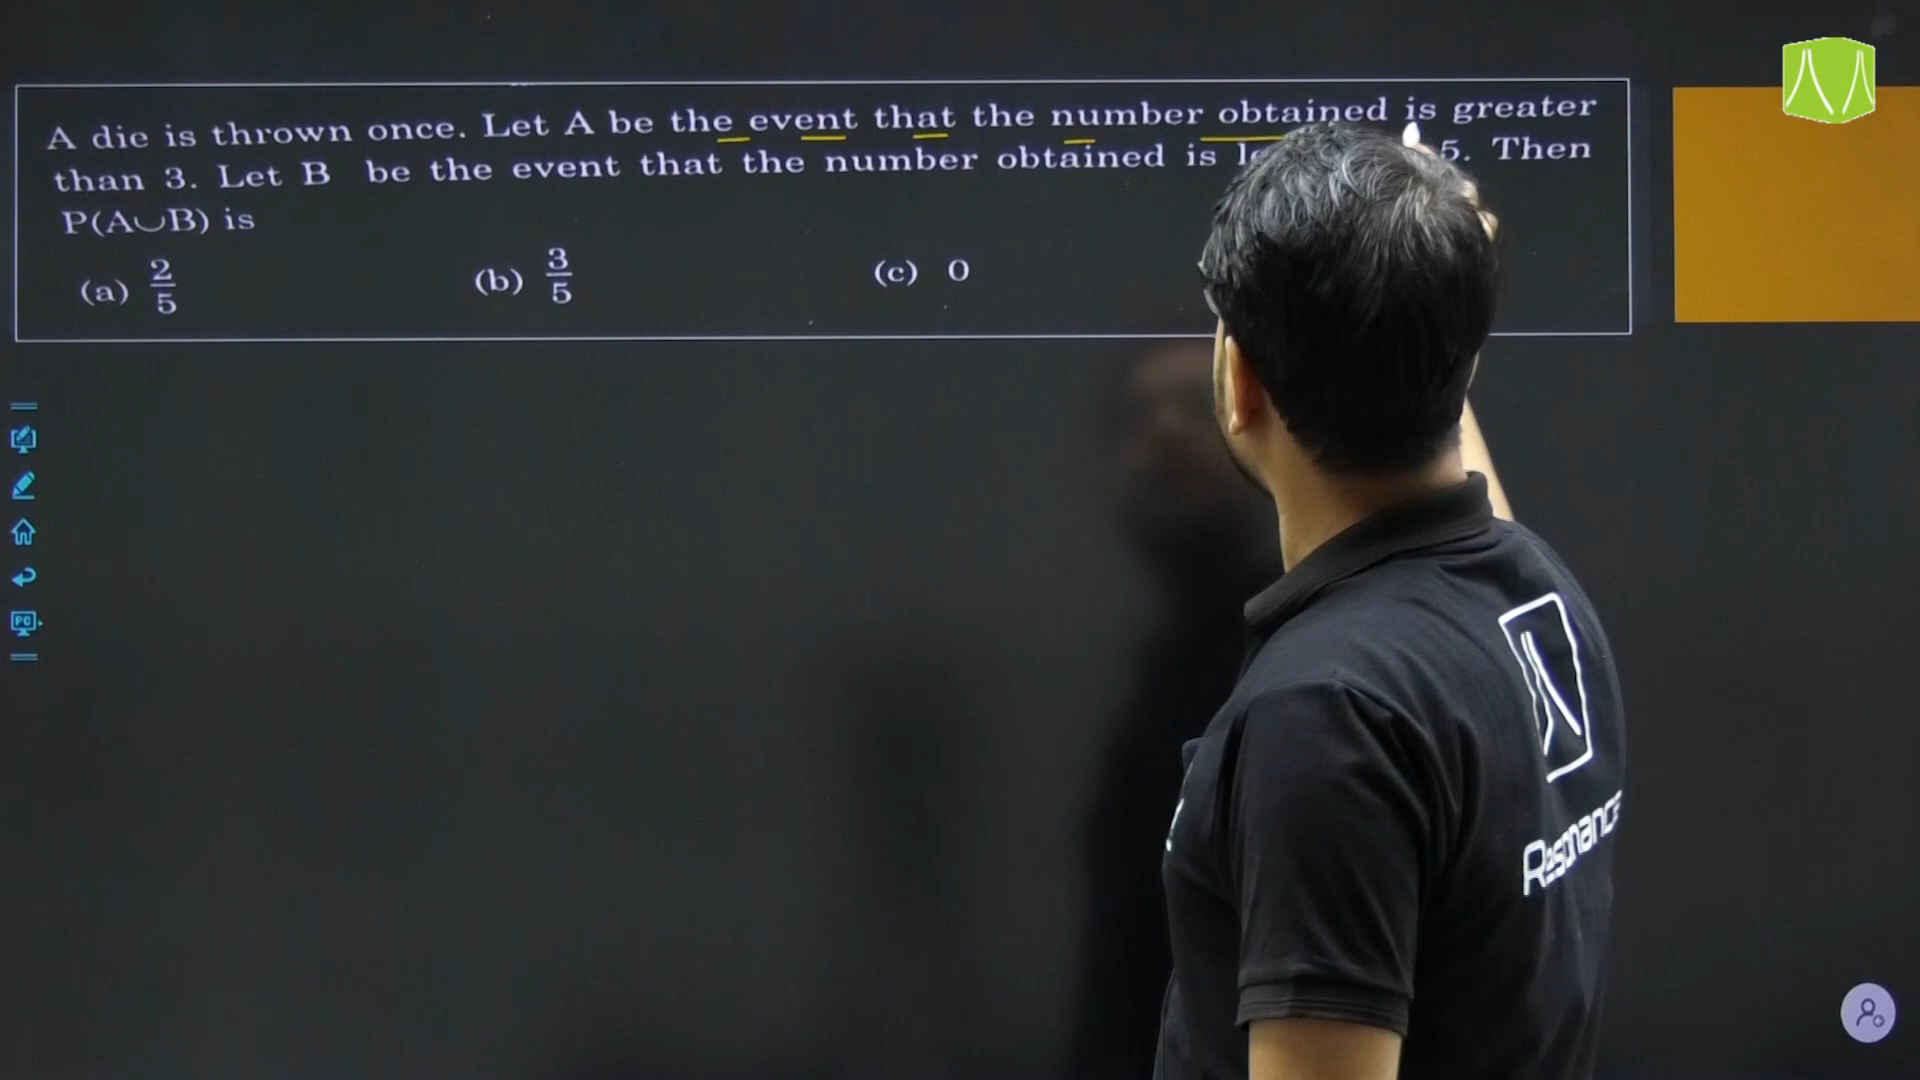 A die is thrown once. Let A be the event that the number obtained is greater
than 3. Let B be the event that the number obtained is 5. Then
P(A∪B) is
(a) 2/5 (b) 3/5 (c) 0
PC
Resonance